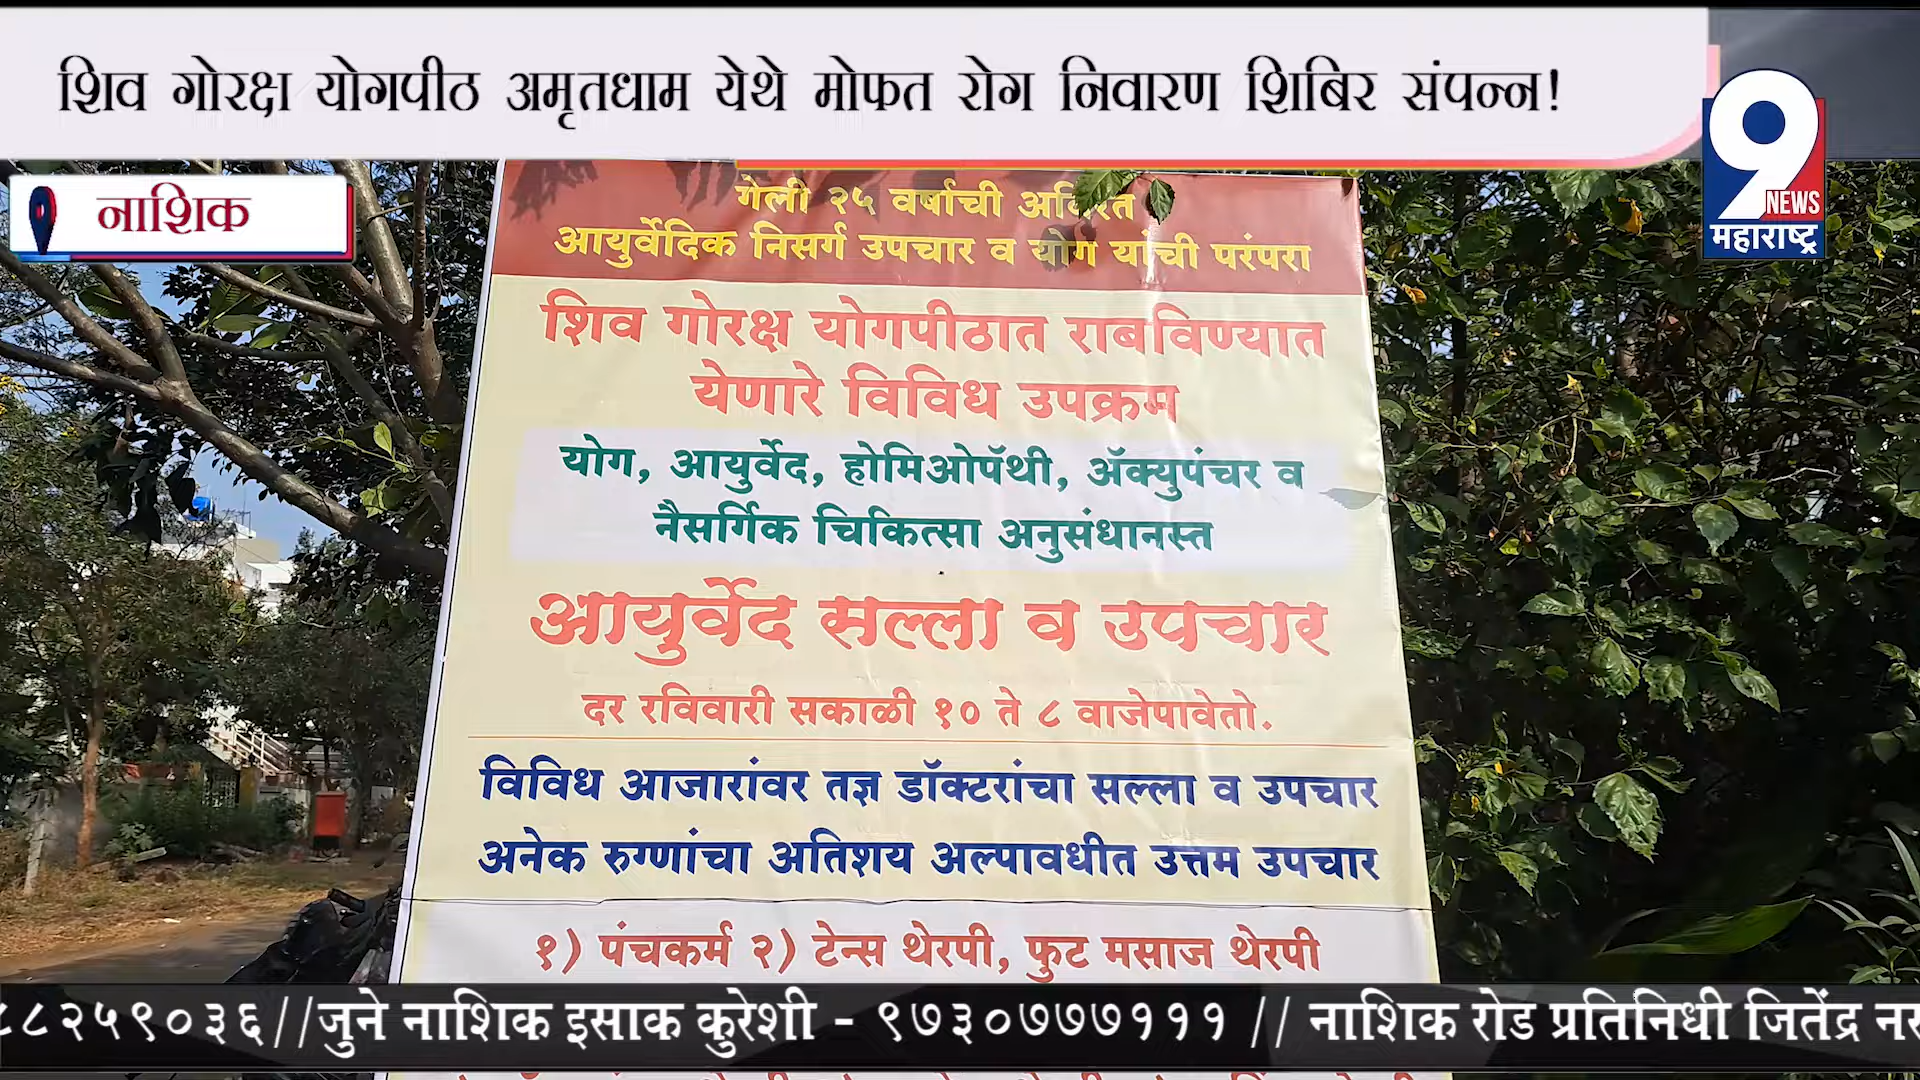 शिव गोरक्ष योगपीठ अमृतधाम येथे मोफत रोग निवारण शिबिर संपन्न!
9
NEWS
महाराष्ट्र
नाशिक
गेली २५ वर्षाची अविरत
आयुर्वेदिक निसर्ग उपचार व योग यांची परंपरा
शिव गोरक्ष योगपीठात राबविण्यात
येणारे विविध उपक्रम
योग, आयुर्वेद, होमिओपॅथी, ॲक्युपंचर व
नैसर्गिक चिकित्सा अनुसंधानस्त
आयुर्वेद सल्ला व उपचार
दर रविवारी सकाळी १० ते ८ वाजेपावेतो.
विविध आजारांवर तज्ञ डॉक्टरांचा सल्ला व उपचार
अनेक रुग्णांचा अतिशय अल्पावधीत उत्तम उपचार
१) पंचकर्म २) टेन्स थेरपी, फुट मसाज थेरपी
८८२५९०३६//जुने नाशिक इसाक कुरेशी - ९७३०७७७१११ // नाशिक रोड प्रतिनिधी जितेंद्र